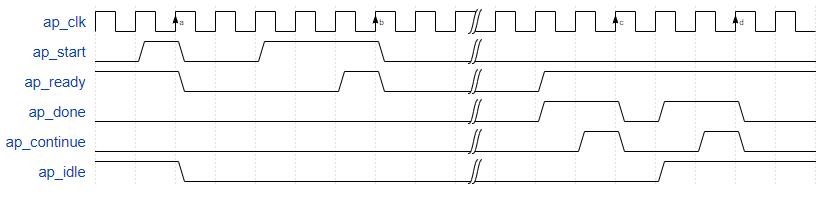 ap_clk a b c d
ap_start
ap_ready
ap_done
ap_continue
ap_idle